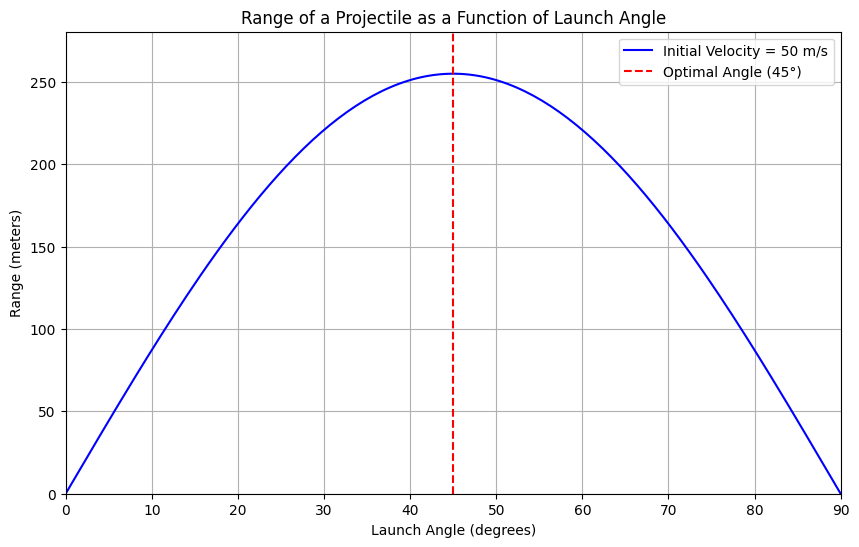 Range of a Projectile as a Function of Launch Angle
Initial Velocity = 50 m/s
Optimal Angle (45°)
250
200
150
100
50
0
Range (meters)
0 10 20 30 40 50 60 70 80 90
Launch Angle (degrees)